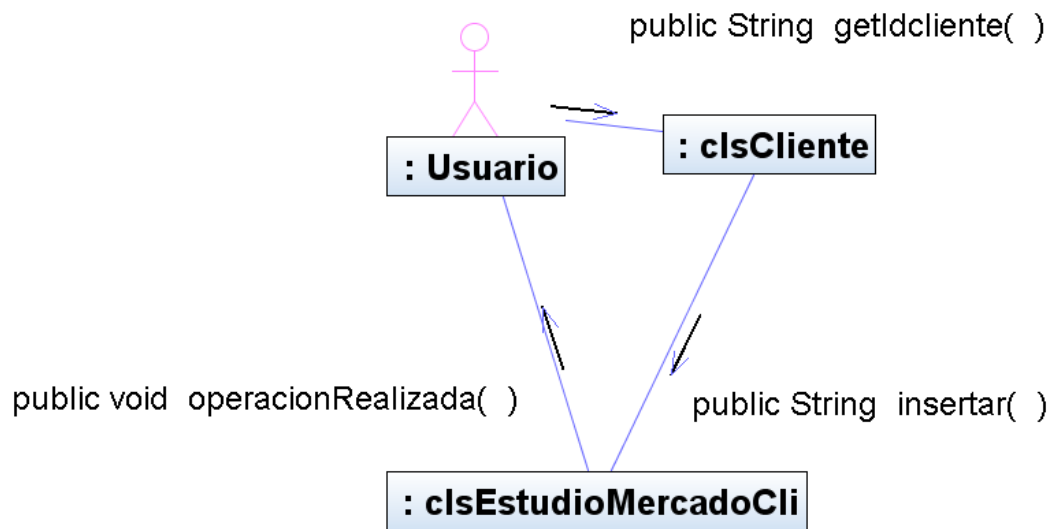 public String getIdcliente( )
: clsCliente
: Usuario
public void operacionRealizada( )
public String insertar( )
: clsEstudioMercadoCli